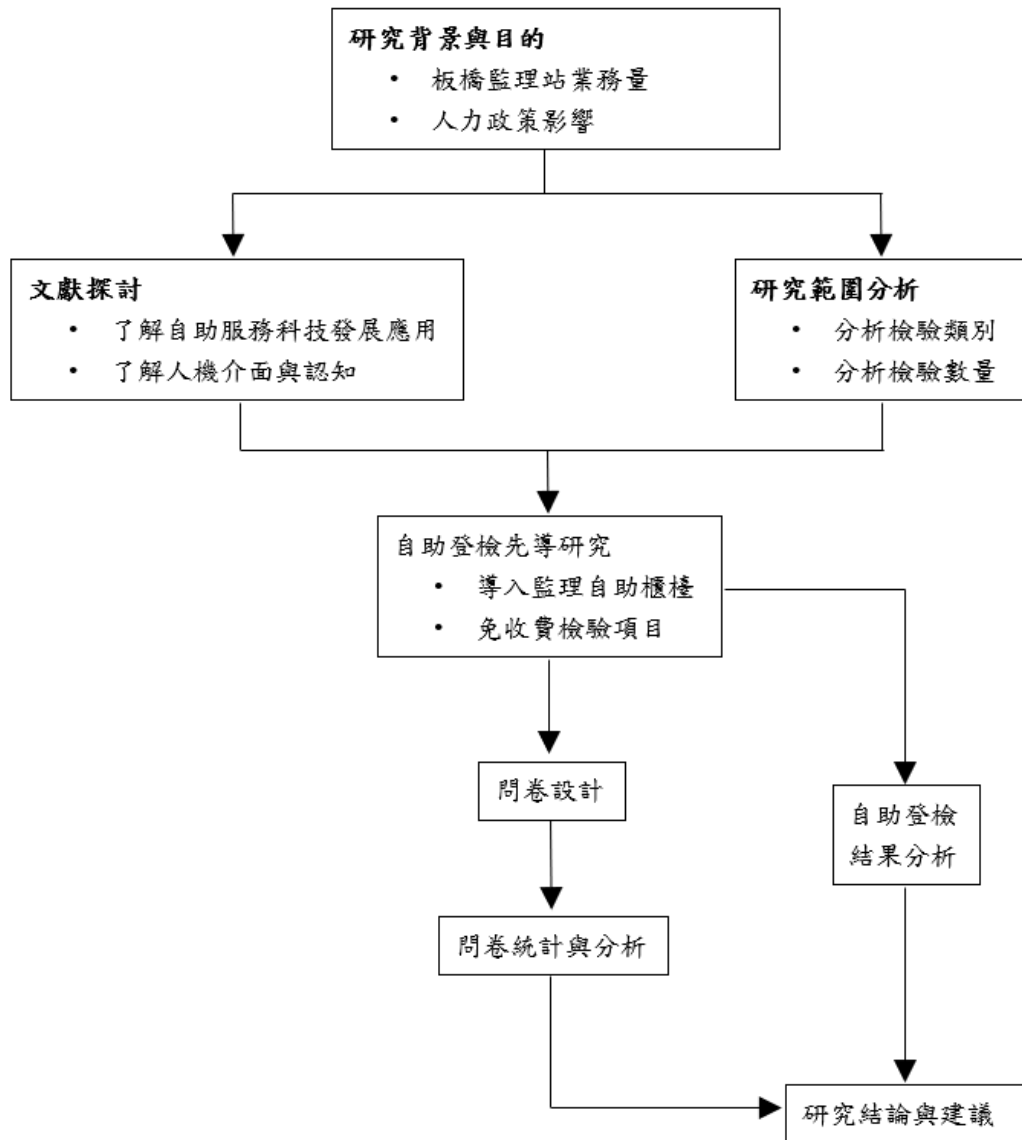 研究背景與目的
• 板橋監理站業務量
• 人力政策影響
文獻探討
• 了解自助服務科技發展應用
• 了解人機介面與認知
研究範圍分析
• 分析檢驗類別
• 分析檢驗數量
自助登檢先導研究
• 導入監理自助櫃檯
• 免收費檢驗項目
問卷設計
自助登檢
結果分析
問卷統計與分析
研究結論與建議